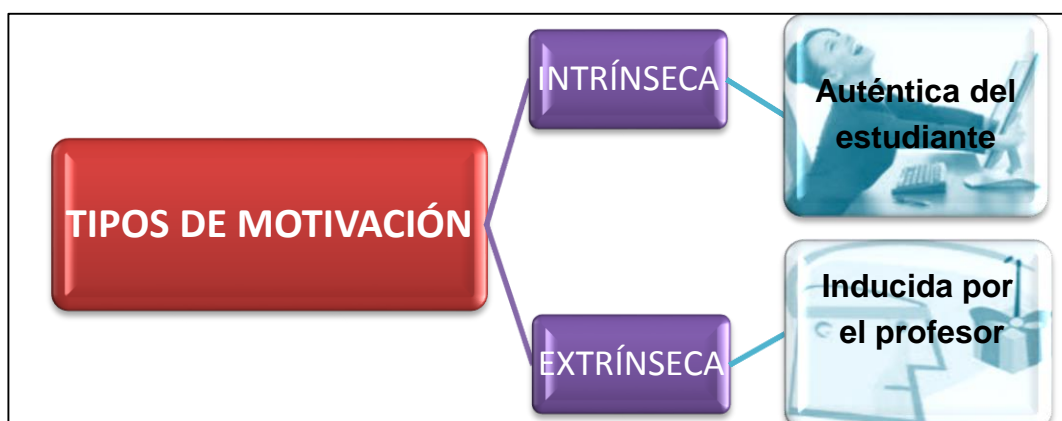 TIPOS DE MOTIVACIÓN
INTRÍNSECA
Auténtica del
estudiante
EXTRÍNSECA
Inducida por
el profesor